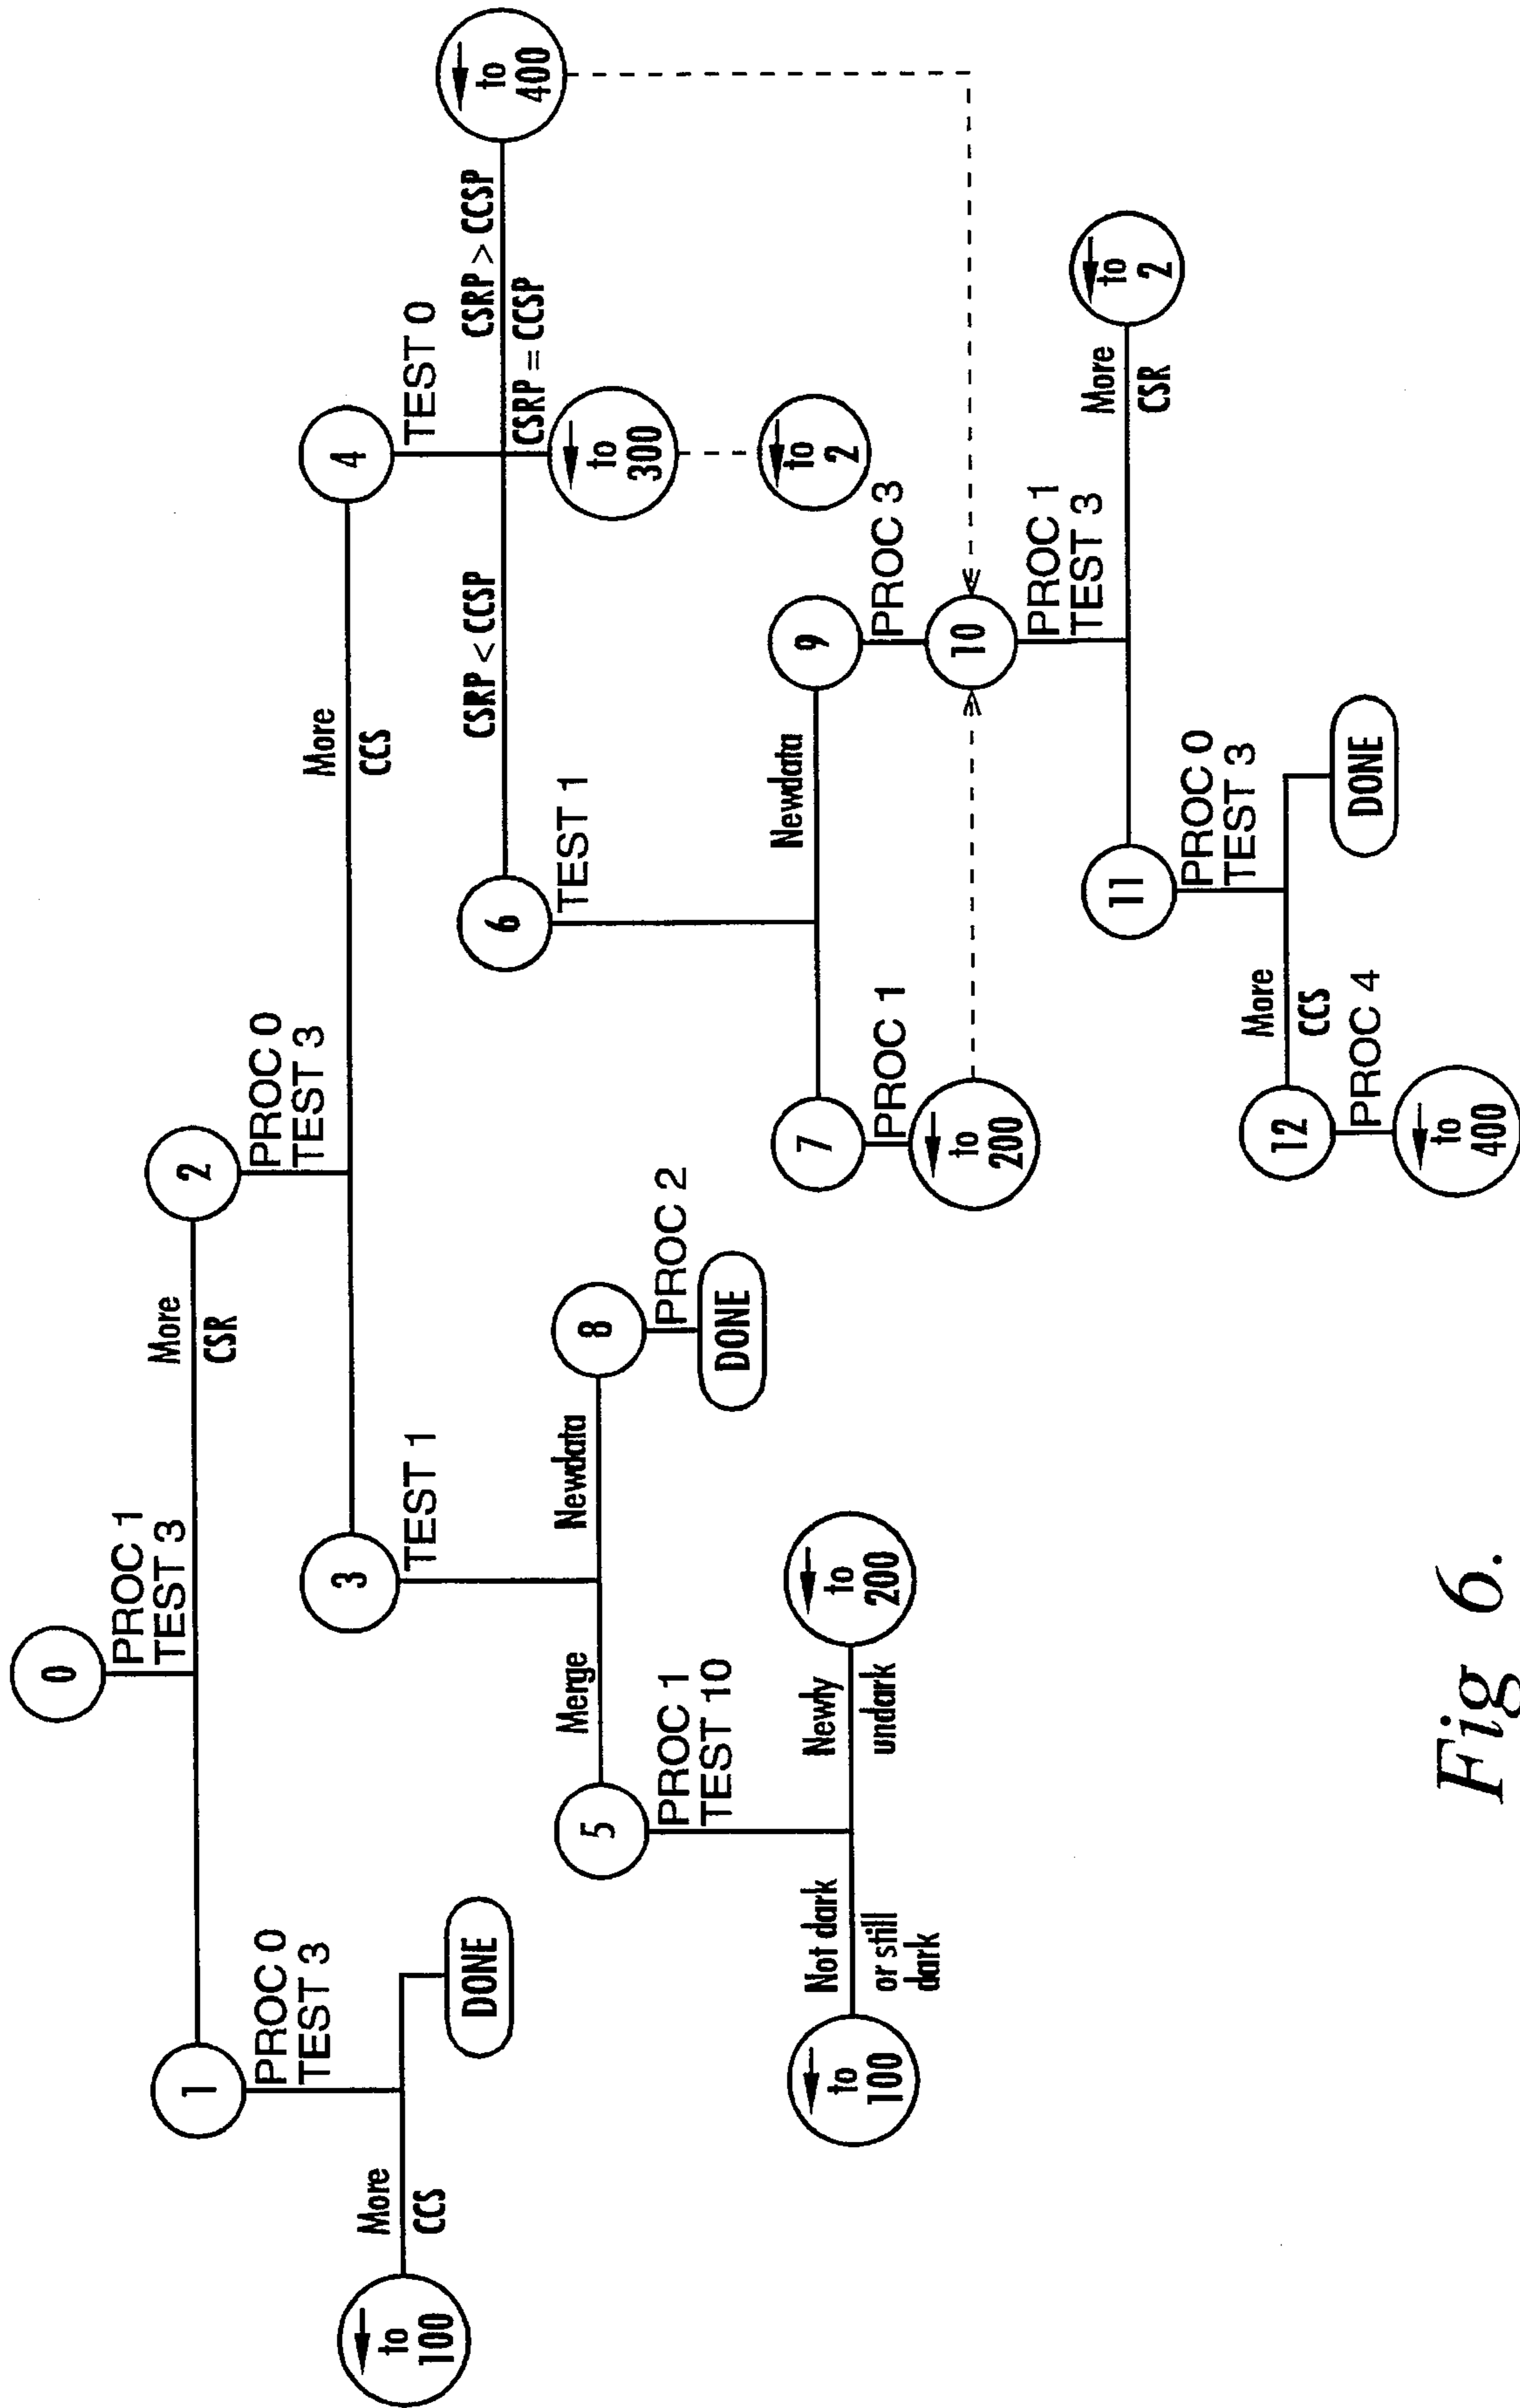 0
PROC 1
TEST 3
More
CSR
1
PROC 0
TEST 3
More
CCS
to
100
DONE
2
PROC 0
TEST 3
More
CCS
3
TEST 1
Merge
Newdata
5
PROC 1
TEST 10
Not dark
or still
dark
Newly
undark
to
100
to
200
8
PROC 2
DONE
4
TEST 0
CSRP < CCSP
CSRP = CCSP
CSRP > CCSP
to
300
to
2
to
400
6
TEST 1
Newdata
7
PROC 1
to
200
9
PROC 3
10
PROC 1
TEST 3
More
CSR
to
2
11
PROC 0
TEST 3
More
CCS
DONE
12
PROC 4
to
400
Fig 6.